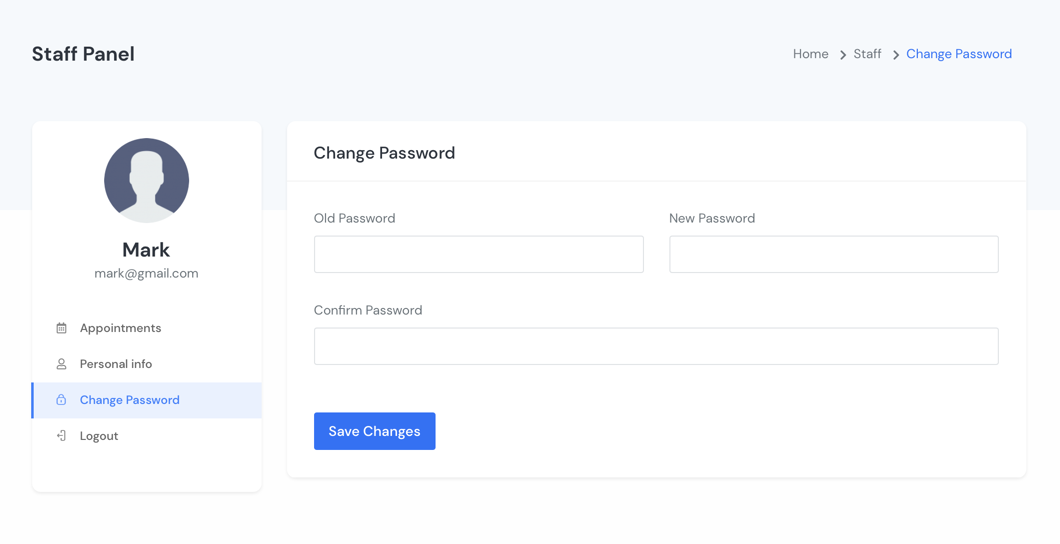 Staff Panel
Home > Staff > Change Password
Mark
mark@gmail.com
Appointments
Personal info
Change Password
Logout
Change Password
Old Password
New Password
Confirm Password
Save Changes